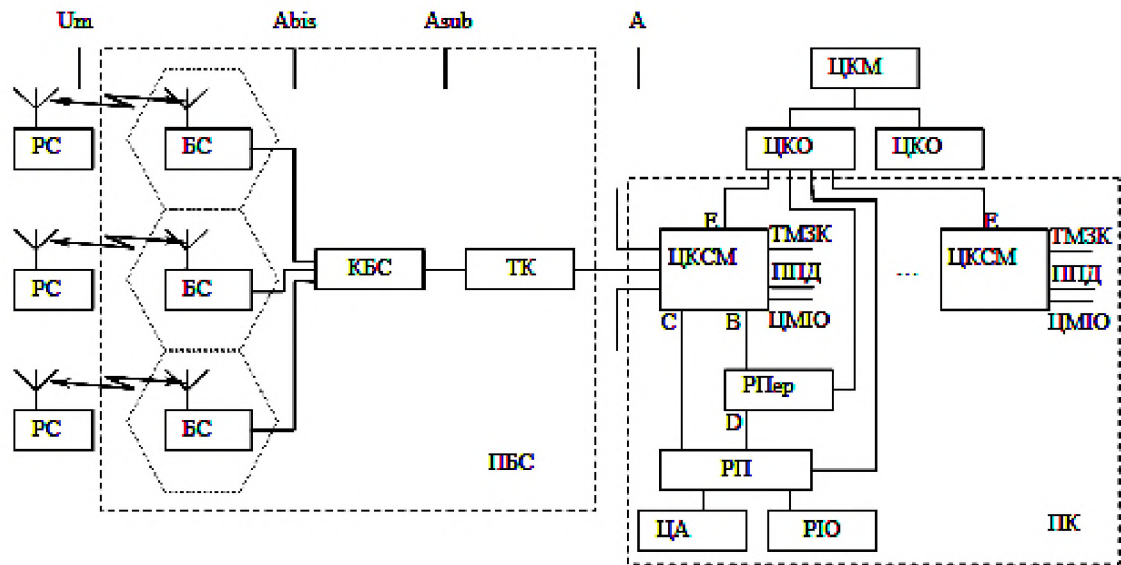 Um Abis Asub A
ЦКМ
РС БС ЦКО ЦКО
E E
РС БС КБС ТК ЦКСМ ТМЗК ... ЦКСМ ТМЗК
ППД ППД
C B ЦМІО ЦМІО
РС БС РПер
D
ПБС РП
ЦА РІО ПК